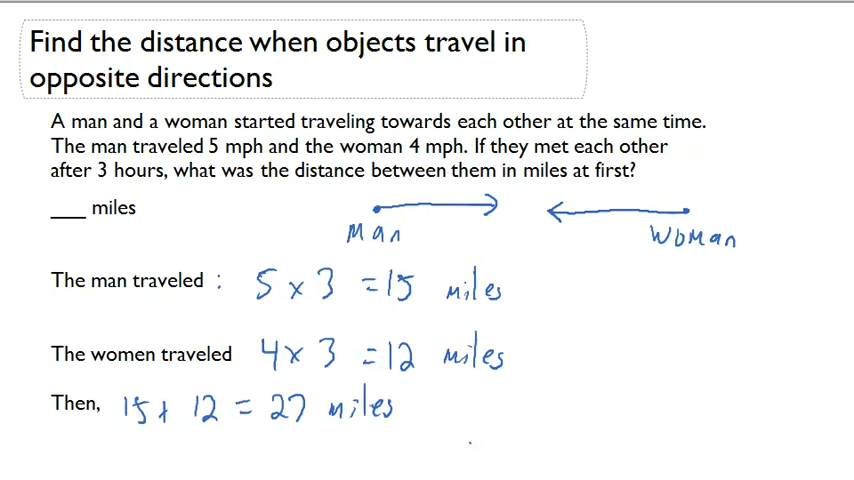 Find the distance when objects travel in
opposite directions
A man and a woman started traveling towards each other at the same time.
The man traveled 5 mph and the woman 4 mph. If they met each other
after 3 hours, what was the distance between them in miles at first?
___ miles
Man
Woman
The man traveled : 5 x 3 = 15 miles
The women traveled 4 x 3 = 12 miles
Then, 15 + 12 = 27 miles